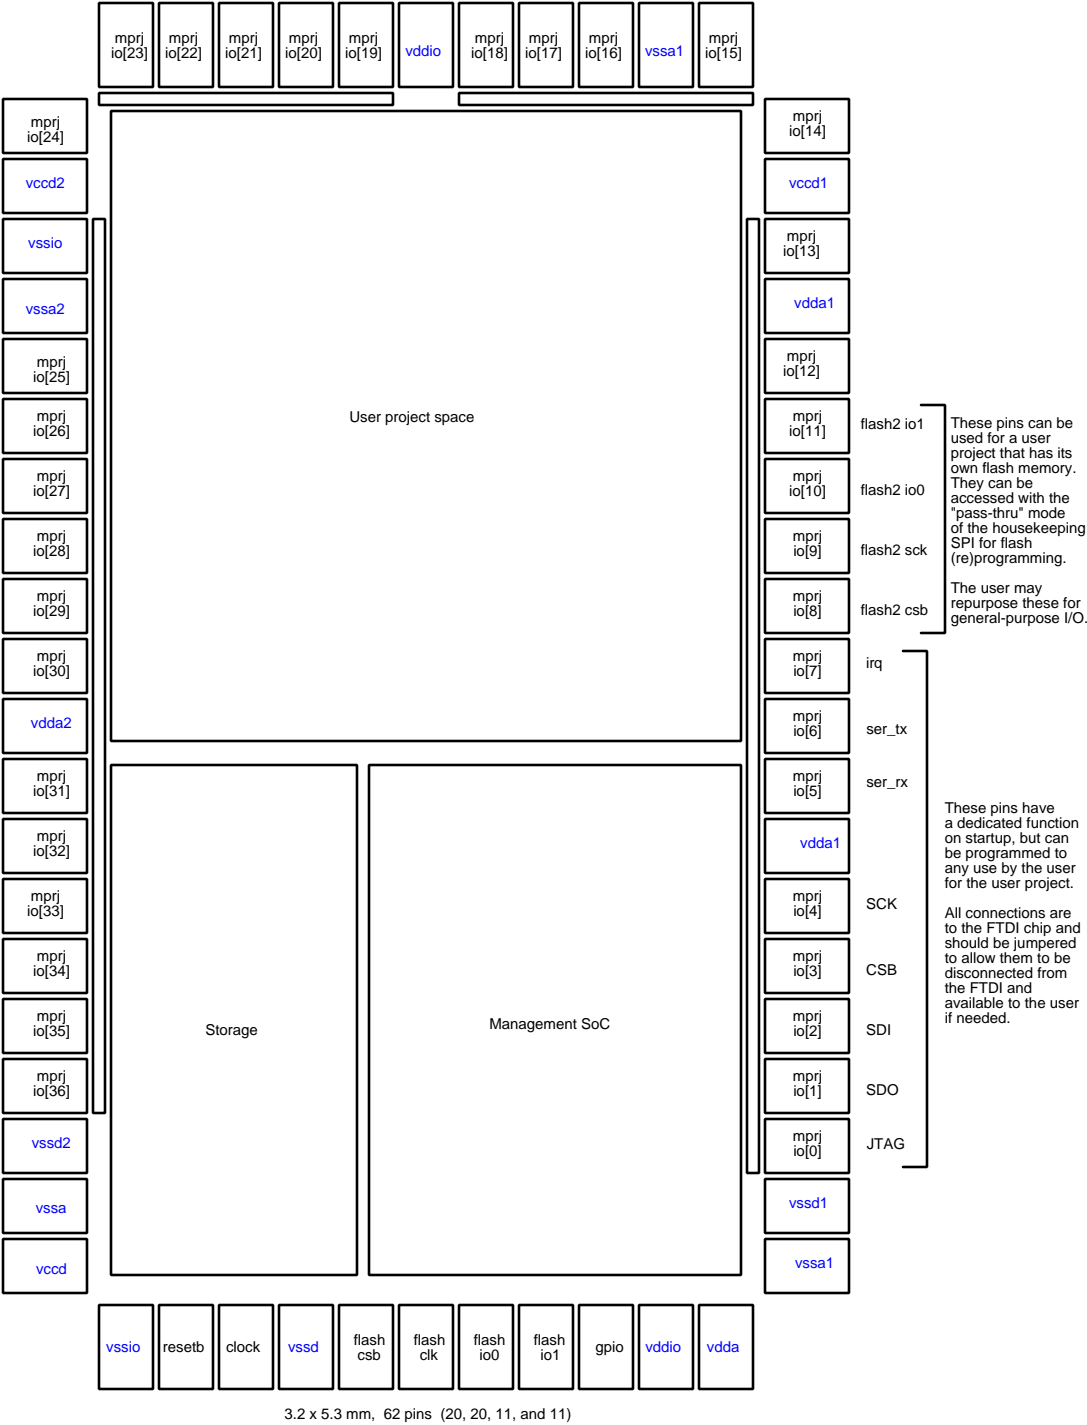 mprj
io[23]
mprj
io[22]
mprj
io[21]
mprj
io[20]
mprj
io[19]
vddio
mprj
io[18]
mprj
io[17]
mprj
io[16]
vssa1
mprj
io[15]
mprj
io[24]
vccd2
vssio
vssa2
mprj
io[25]
mprj
io[26]
mprj
io[27]
mprj
io[28]
mprj
io[29]
mprj
io[30]
vdda2
mprj
io[31]
mprj
io[32]
mprj
io[33]
mprj
io[34]
mprj
io[35]
mprj
io[36]
vssd2
vssa
vccd
User project space
Storage
Management SoC
mprj
io[14]
vccd1
mprj
io[13]
vdda1
mprj
io[12]
mprj
io[11]
flash2 io1
mprj
io[10]
flash2 io0
mprj
io[9]
flash2 sck
mprj
io[8]
flash2 csb
mprj
io[7]
irq
mprj
io[6]
ser_tx
mprj
io[5]
ser_rx
vdda1
mprj
io[4]
SCK
mprj
io[3]
CSB
mprj
io[2]
SDI
mprj
io[1]
SDO
mprj
io[0]
JTAG
vssd1
vssa1
These pins can be
used for a user
project that has its
own flash memory.
They can be
accessed with the
"pass-thru" mode
of the housekeeping
SPI for flash
(re)programming.
The user may
repurpose these for
general-purpose I/O.
These pins have
a dedicated function
on startup, but can
be programmed to
any use by the user
for the user project.
All connections are
to the FTDI chip and
should be jumpered
to allow them to be
disconnected from
the FTDI and
available to the user
if needed.
vssio
resetb
clock
vssd
flash
csb
flash
clk
flash
io0
flash
io1
gpio
vddio
vdda
3.2 x 5.3 mm, 62 pins (20, 20, 11, and 11)